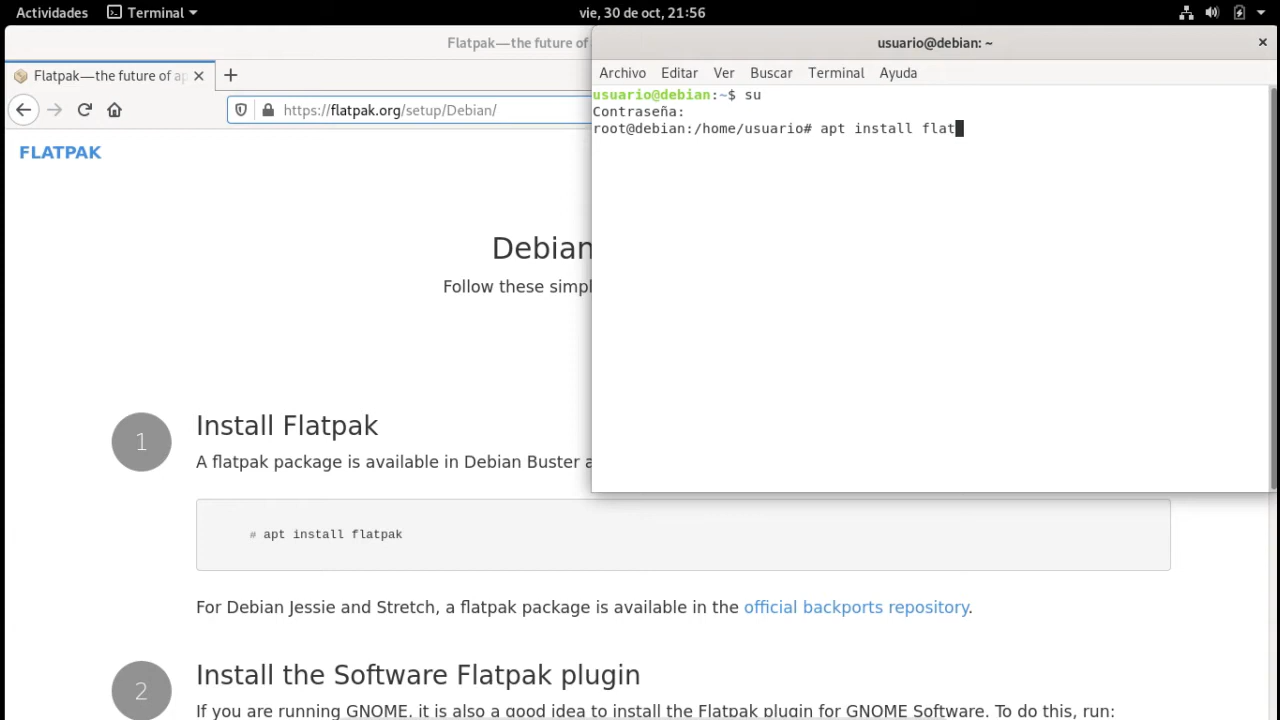 Actividades
Terminal
vie, 30 de oct, 21:56
Flatpak—the future of
usuario@debian: ~
Flatpak—the future of ap
Archivo Editar Ver Buscar Terminal Ayuda
https://flatpak.org/setup/Debian/
usuario@debian:~$ su
Contraseña:
root@debian:/home/usuario# apt install flat
FLATPAK
Debian
Follow these simpl
1
Install Flatpak
A flatpak package is available in Debian Buster a
# apt install flatpak
For Debian Jessie and Stretch, a flatpak package is available in the official backports repository.
2
Install the Software Flatpak plugin
If you are running GNOME, it is also a good idea to install the Flatpak plugin for GNOME Software. To do this, run: